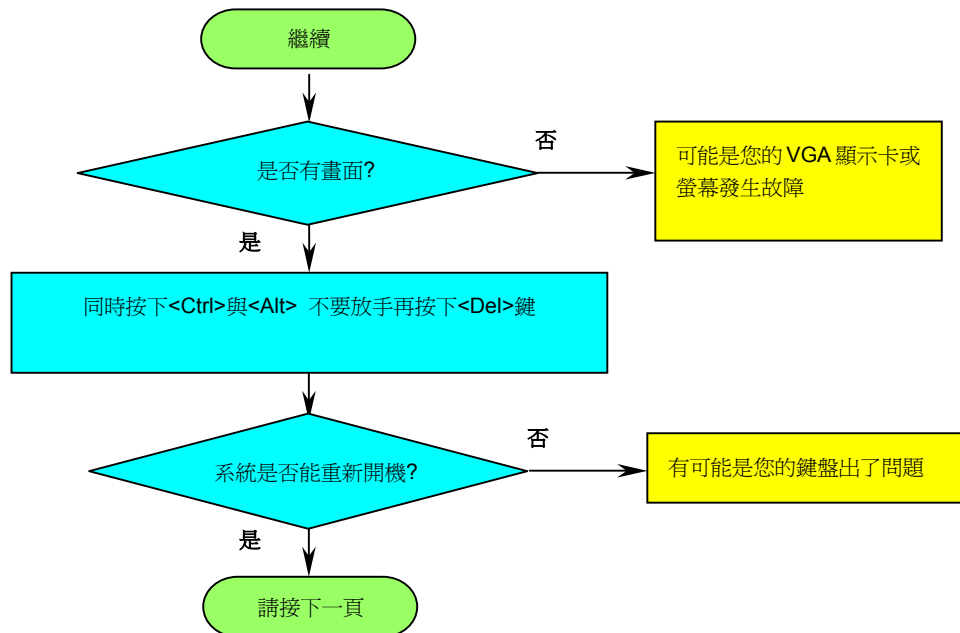 繼續
是否有畫面?
否
可能是您的 VGA 顯示卡或
螢幕發生故障
是
同時按下<Ctrl>與<Alt> 不要放手再按下<Del>鍵
系統是否能重新開機?
否
有可能是您的鍵盤出了問題
是
請接下一頁